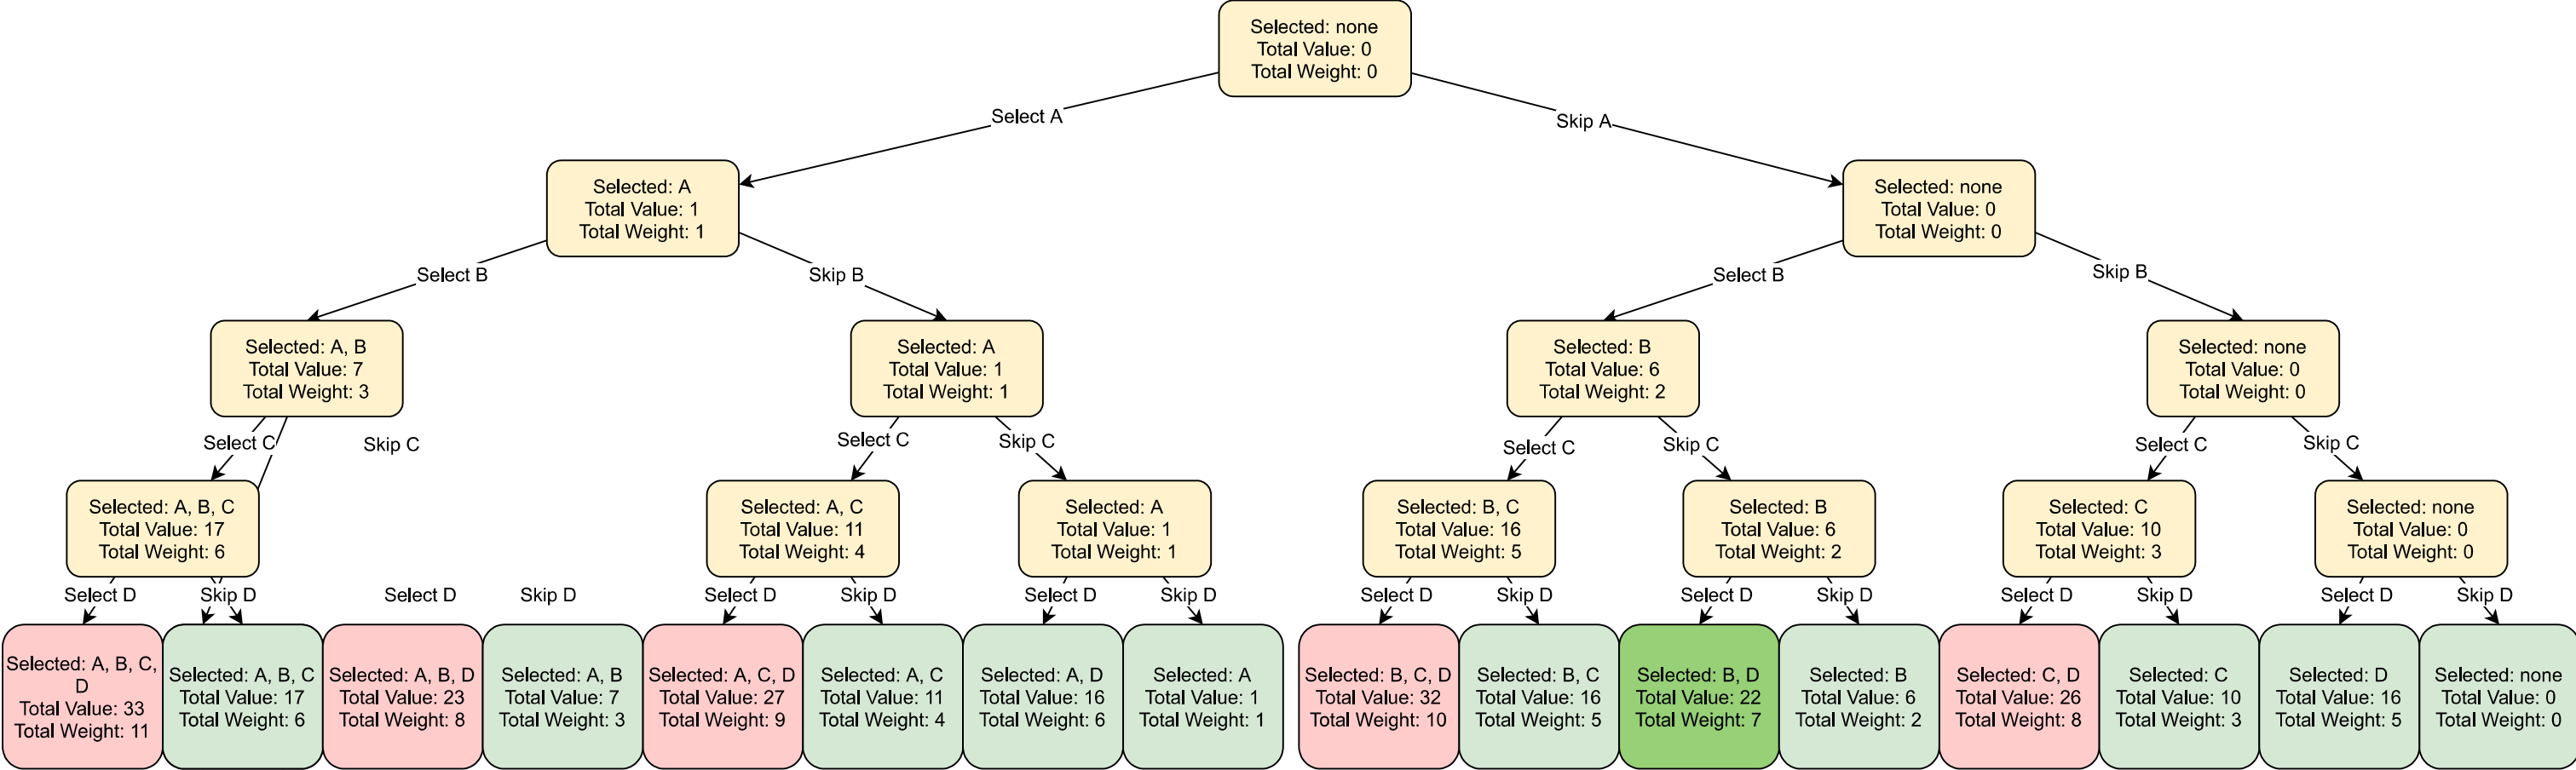 Selected: none
Total Value: 0
Total Weight: 0
Select A
Skip A
Selected: A
Total Value: 1
Total Weight: 1
Selected: none
Total Value: 0
Total Weight: 0
Select B
Skip B
Select B
Skip B
Selected: A, B
Total Value: 7
Total Weight: 3
Selected: A
Total Value: 1
Total Weight: 1
Selected: B
Total Value: 6
Total Weight: 2
Selected: none
Total Value: 0
Total Weight: 0
Select C
Skip C
Select C
Skip C
Select C
Skip C
Select C
Skip C
Selected: A, B, C
Total Value: 17
Total Weight: 6
Selected: A, C
Total Value: 11
Total Weight: 4
Selected: A
Total Value: 1
Total Weight: 1
Selected: B, C
Total Value: 16
Total Weight: 5
Selected: B
Total Value: 6
Total Weight: 2
Selected: C
Total Value: 10
Total Weight: 3
Selected: none
Total Value: 0
Total Weight: 0
Select D
Skip D
Select D
Skip D
Select D
Skip D
Select D
Skip D
Select D
Skip D
Select D
Skip D
Select D
Skip D
Select D
Skip D
Selected: A, B, C,
D
Total Value: 33
Total Weight: 11
Selected: A, B, C
Total Value: 17
Total Weight: 6
Selected: A, B, D
Total Value: 23
Total Weight: 8
Selected: A, B
Total Value: 7
Total Weight: 3
Selected: A, C, D
Total Value: 27
Total Weight: 9
Selected: A, C
Total Value: 11
Total Weight: 4
Selected: A, D
Total Value: 16
Total Weight: 6
Selected: A
Total Value: 1
Total Weight: 1
Selected: B, C, D
Total Value: 32
Total Weight: 10
Selected: B, C
Total Value: 16
Total Weight: 5
Selected: B, D
Total Value: 22
Total Weight: 7
Selected: B
Total Value: 6
Total Weight: 2
Selected: C, D
Total Value: 26
Total Weight: 8
Selected: C
Total Value: 10
Total Weight: 3
Selected: D
Total Value: 16
Total Weight: 5
Selected: none
Total Value: 0
Total Weight: 0